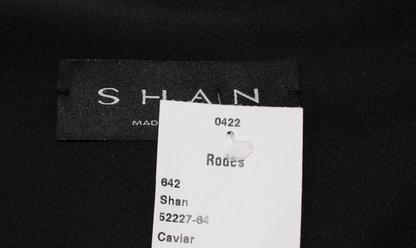 SHAN
MAD
0422
Rodes
642
Shan
52227-64
Caviar